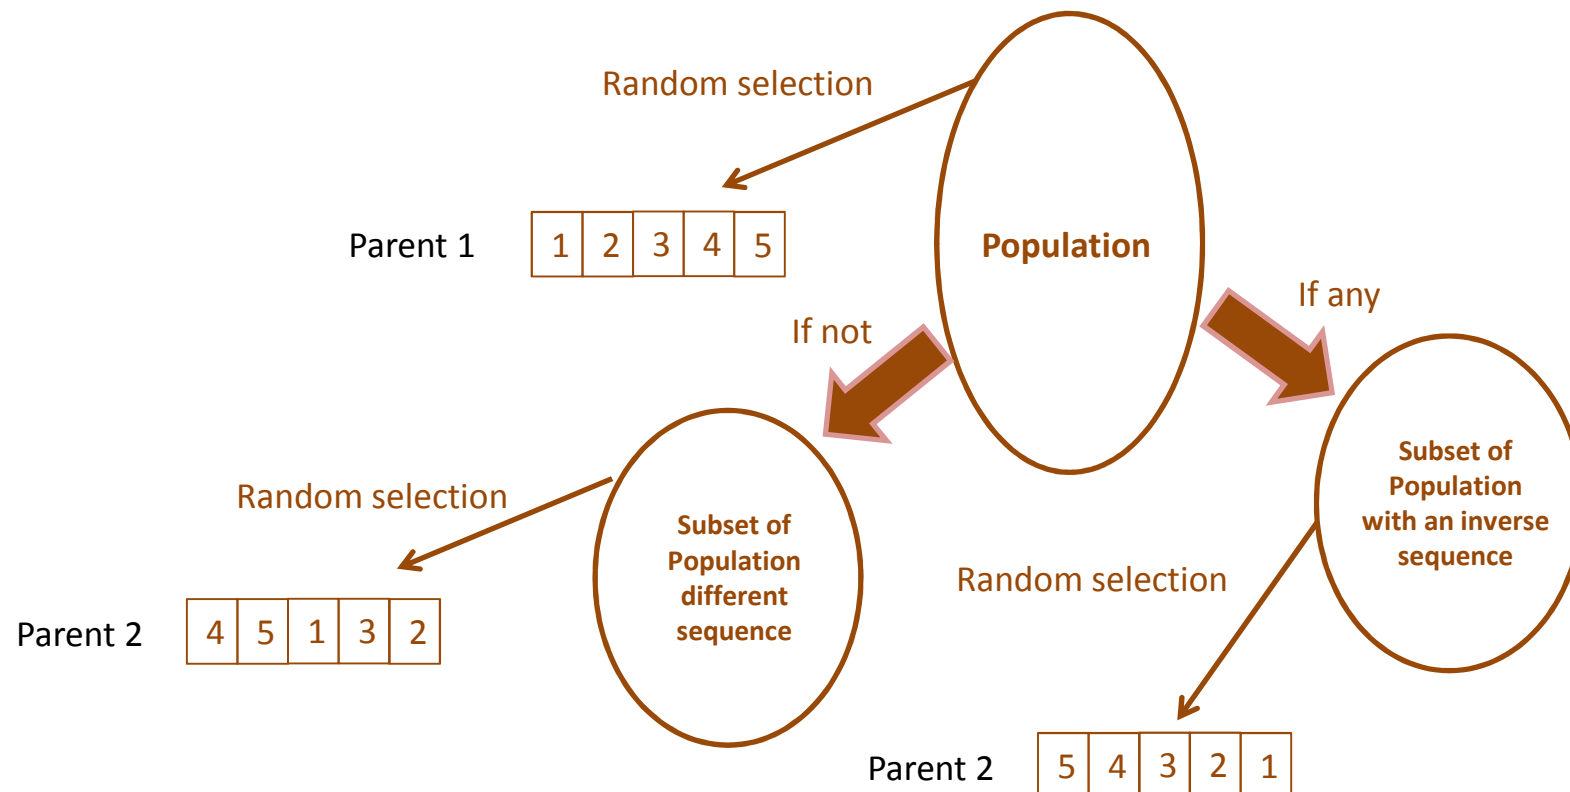 Random selection
Parent 1
1 2 3 4 5
Population
If not
If any
Random selection
Subset of
Population
different
sequence
Parent 2
4 5 1 3 2
Subset of
Population
with an inverse
sequence
Random selection
Parent 2
5 4 3 2 1